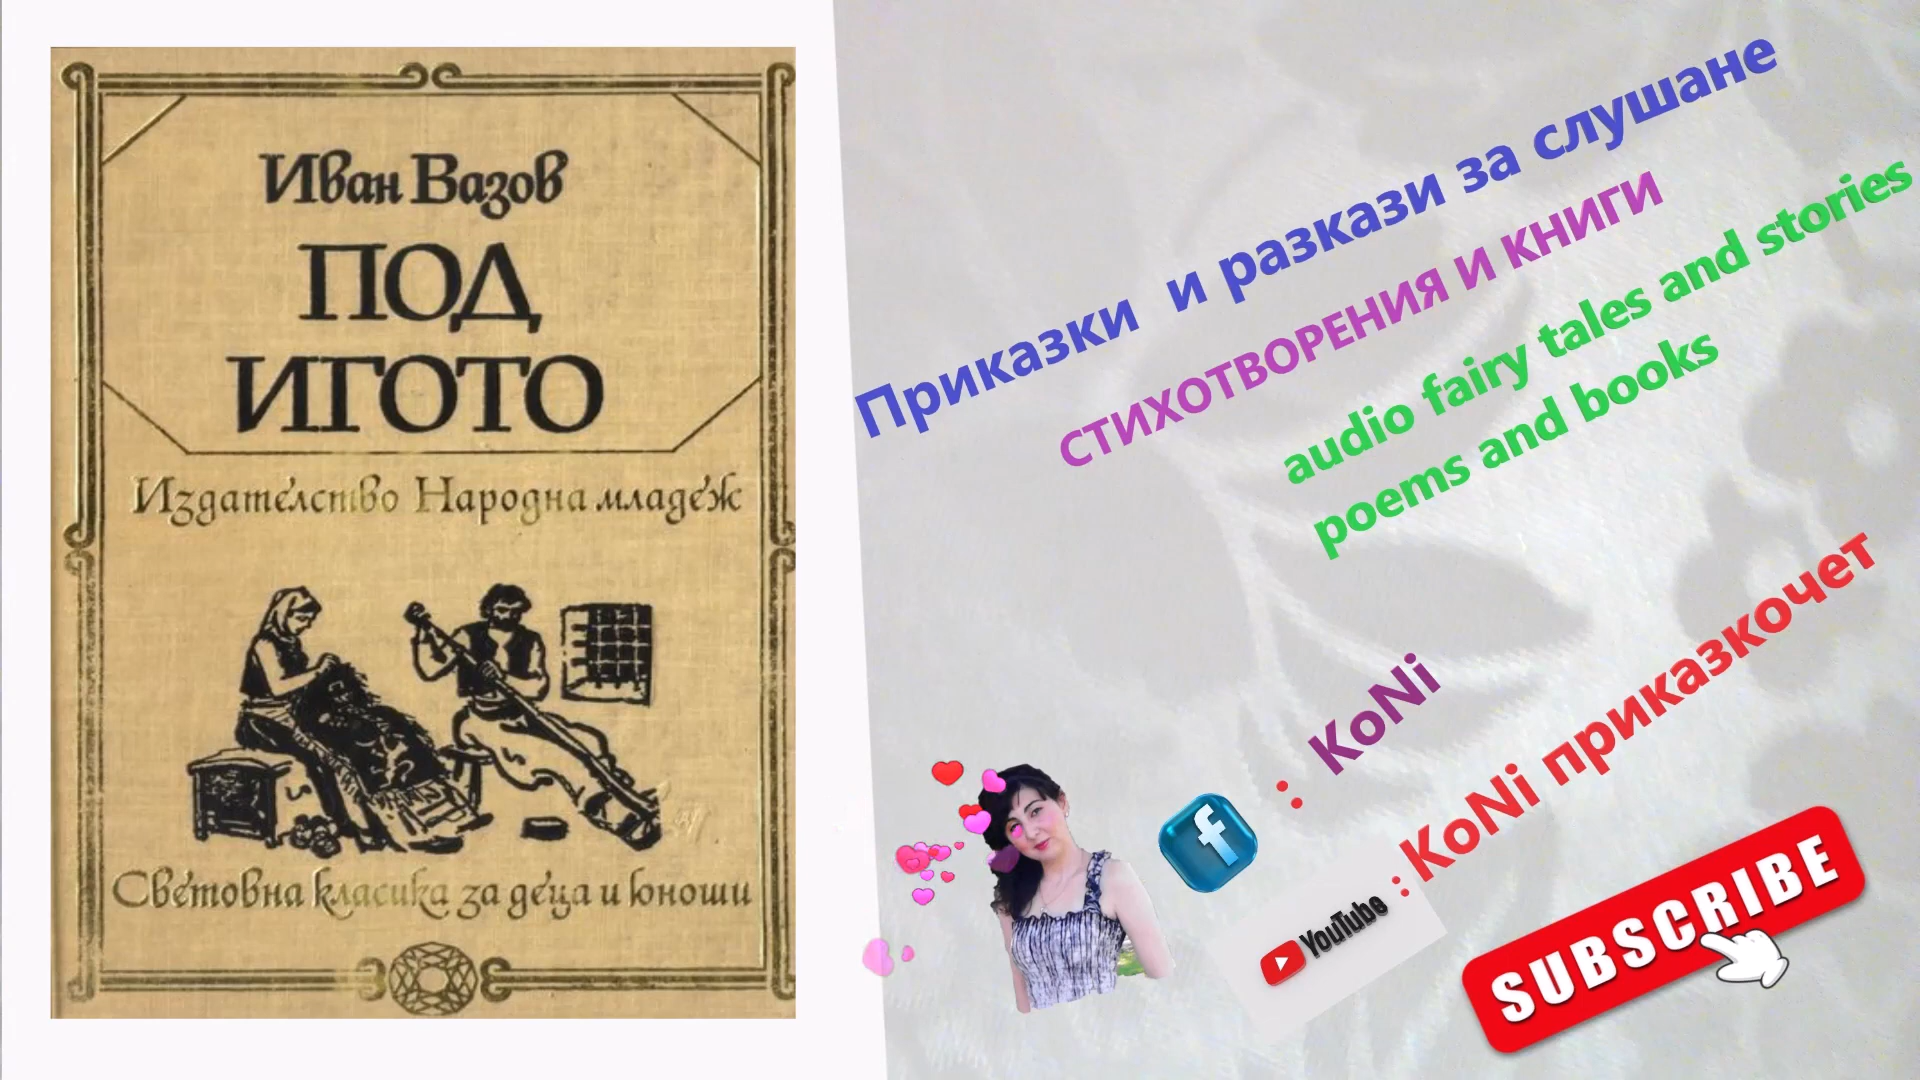 Иван Вазов
ПОД
ИГОТО
Издателство Народна младеж
Световна класика за деца и юноши
Приказки и разкази за слушане
СТИХОТВОРЕНИЯ И КНИГИ
audio fairy tales and stories
poems and books
f : KoNi
YouTube : KoNi приказкочет
SUBSCRIBE